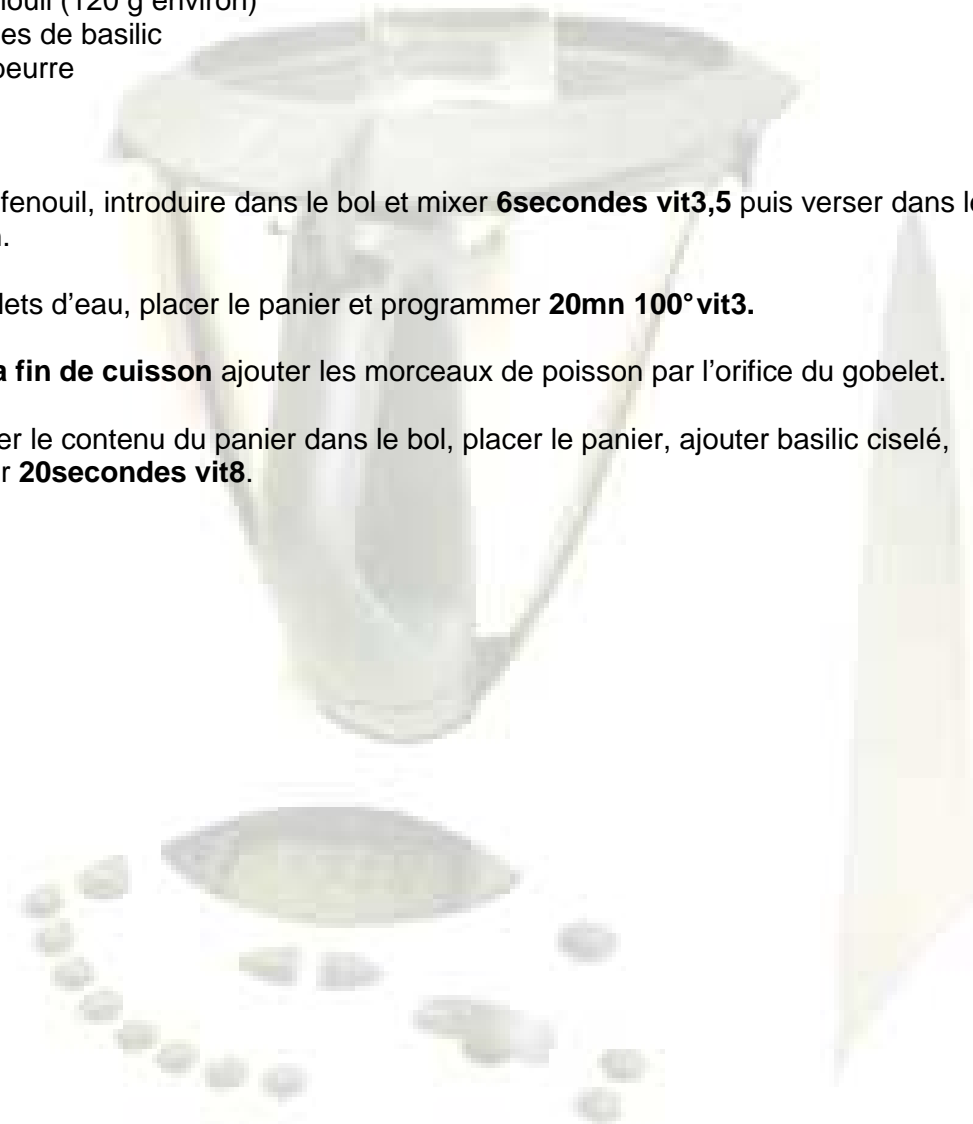 nouil (120 g environ)
es de basilic
beurre
fenouil, introduire dans le bol et mixer 6secondes vit3,5 puis verser dans le
lets d'eau, placer le panier et programmer 20mn 100° vit3.
a fin de cuisson ajouter les morceaux de poisson par l'orifice du gobelet.
er le contenu du panier dans le bol, placer le panier, ajouter basilic ciselé,
r 20secondes vit8.